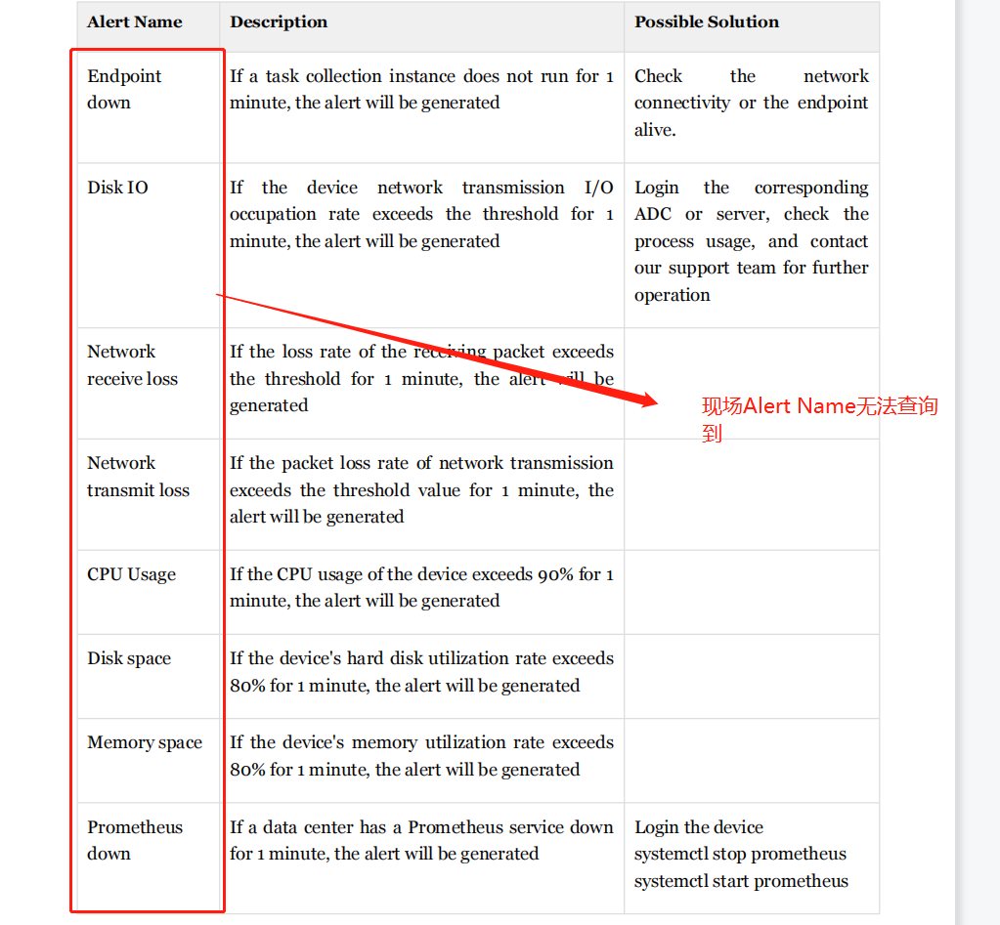 Alert Name
Description
Possible Solution
Endpoint
down
If a task collection instance does not run for 1
minute, the alert will be generated
Check the network
connectivity or the endpoint
alive.
Disk IO
If the device network transmission I/O
occupation rate exceeds the threshold for 1
minute, the alert will be generated
Login the corresponding
ADC or server, check the
process usage, and contact
our support team for further
operation
Network
receive loss
If the loss rate of the receiving packet exceeds
the threshold for 1 minute, the alert will be
generated
现场Alert Name无法查询
到
Network
transmit loss
If the packet loss rate of network transmission
exceeds the threshold value for 1 minute, the
alert will be generated
CPU Usage
If the CPU usage of the device exceeds 90% for 1
minute, the alert will be generated
Disk space
If the device's hard disk utilization rate exceeds
80% for 1 minute, the alert will be generated
Memory space
If the device's memory utilization rate exceeds
80% for 1 minute, the alert will be generated
Prometheus
down
If a data center has a Prometheus service down
for 1 minute, the alert will be generated
Login the device
systemctl stop prometheus
systemctl start prometheus